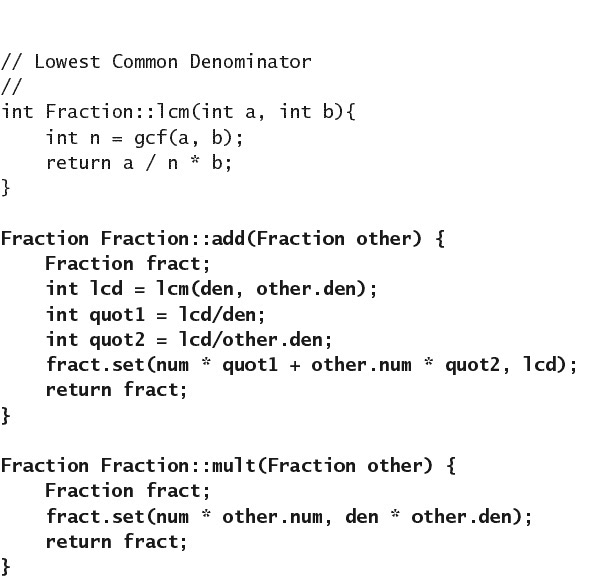 // Lowest Common Denominator
//
int Fraction::lcm(int a, int b){
    int n = gcf(a, b);
    return a / n * b;
}

Fraction Fraction::add(Fraction other) {
    Fraction fract;
    int lcd = lcm(den, other.den);
    int quot1 = lcd/den;
    int quot2 = lcd/other.den;
    fract.set(num * quot1 + other.num * quot2, lcd);
    return fract;
}

Fraction Fraction::mult(Fraction other) {
    Fraction fract;
    fract.set(num * other.num, den * other.den);
    return fract;
}